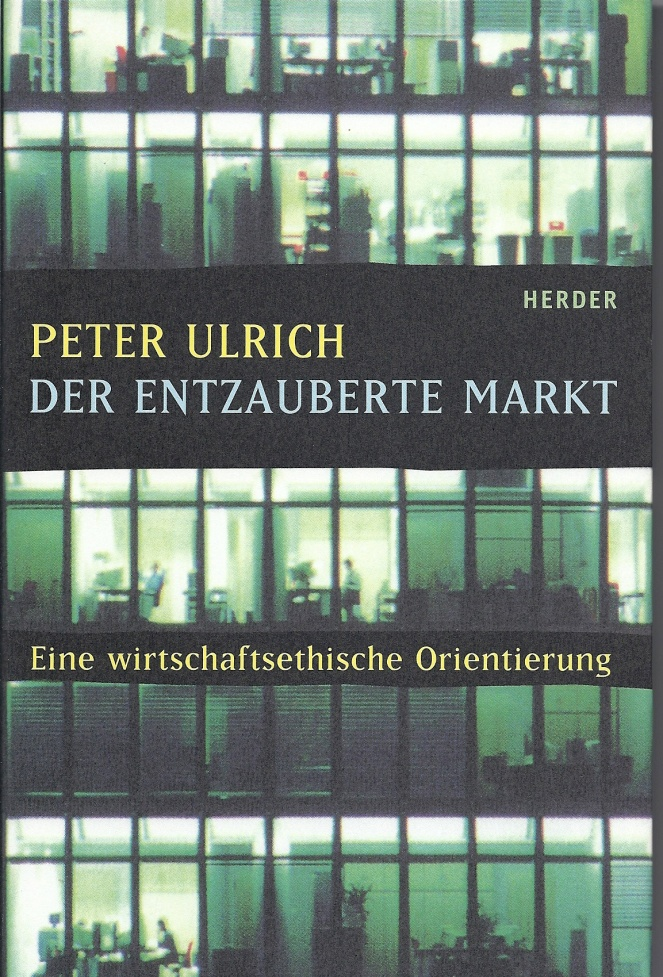 HERDER
PETER ULRICH
DER ENTZAUBERTE MARKT
Eine wirtschaftsethische Orientierung